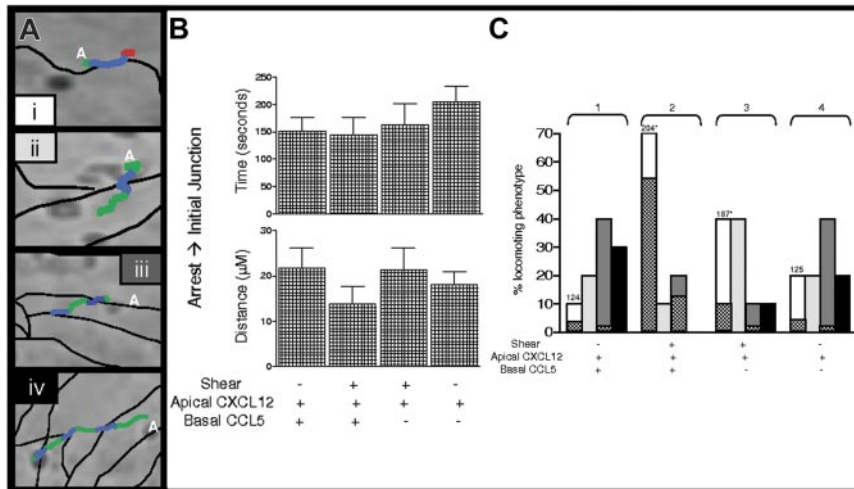 A
A
i
ii
A
iii
A
iv
A
B
Arrest → Initial Junction
Time (seconds)
250
200
150
100
50
0
Distance (µM)
30
20
10
0
Shear - + + -
Apical CXCL12 + + + +
Basal CCL5 + + - -
C
1 2 3 4
% locomoting phenotype
70
60
50
40
30
20
10
0
124
204*
187*
125
Shear - + + -
Apical CXCL12 + + + +
Basal CCL5 + + - -